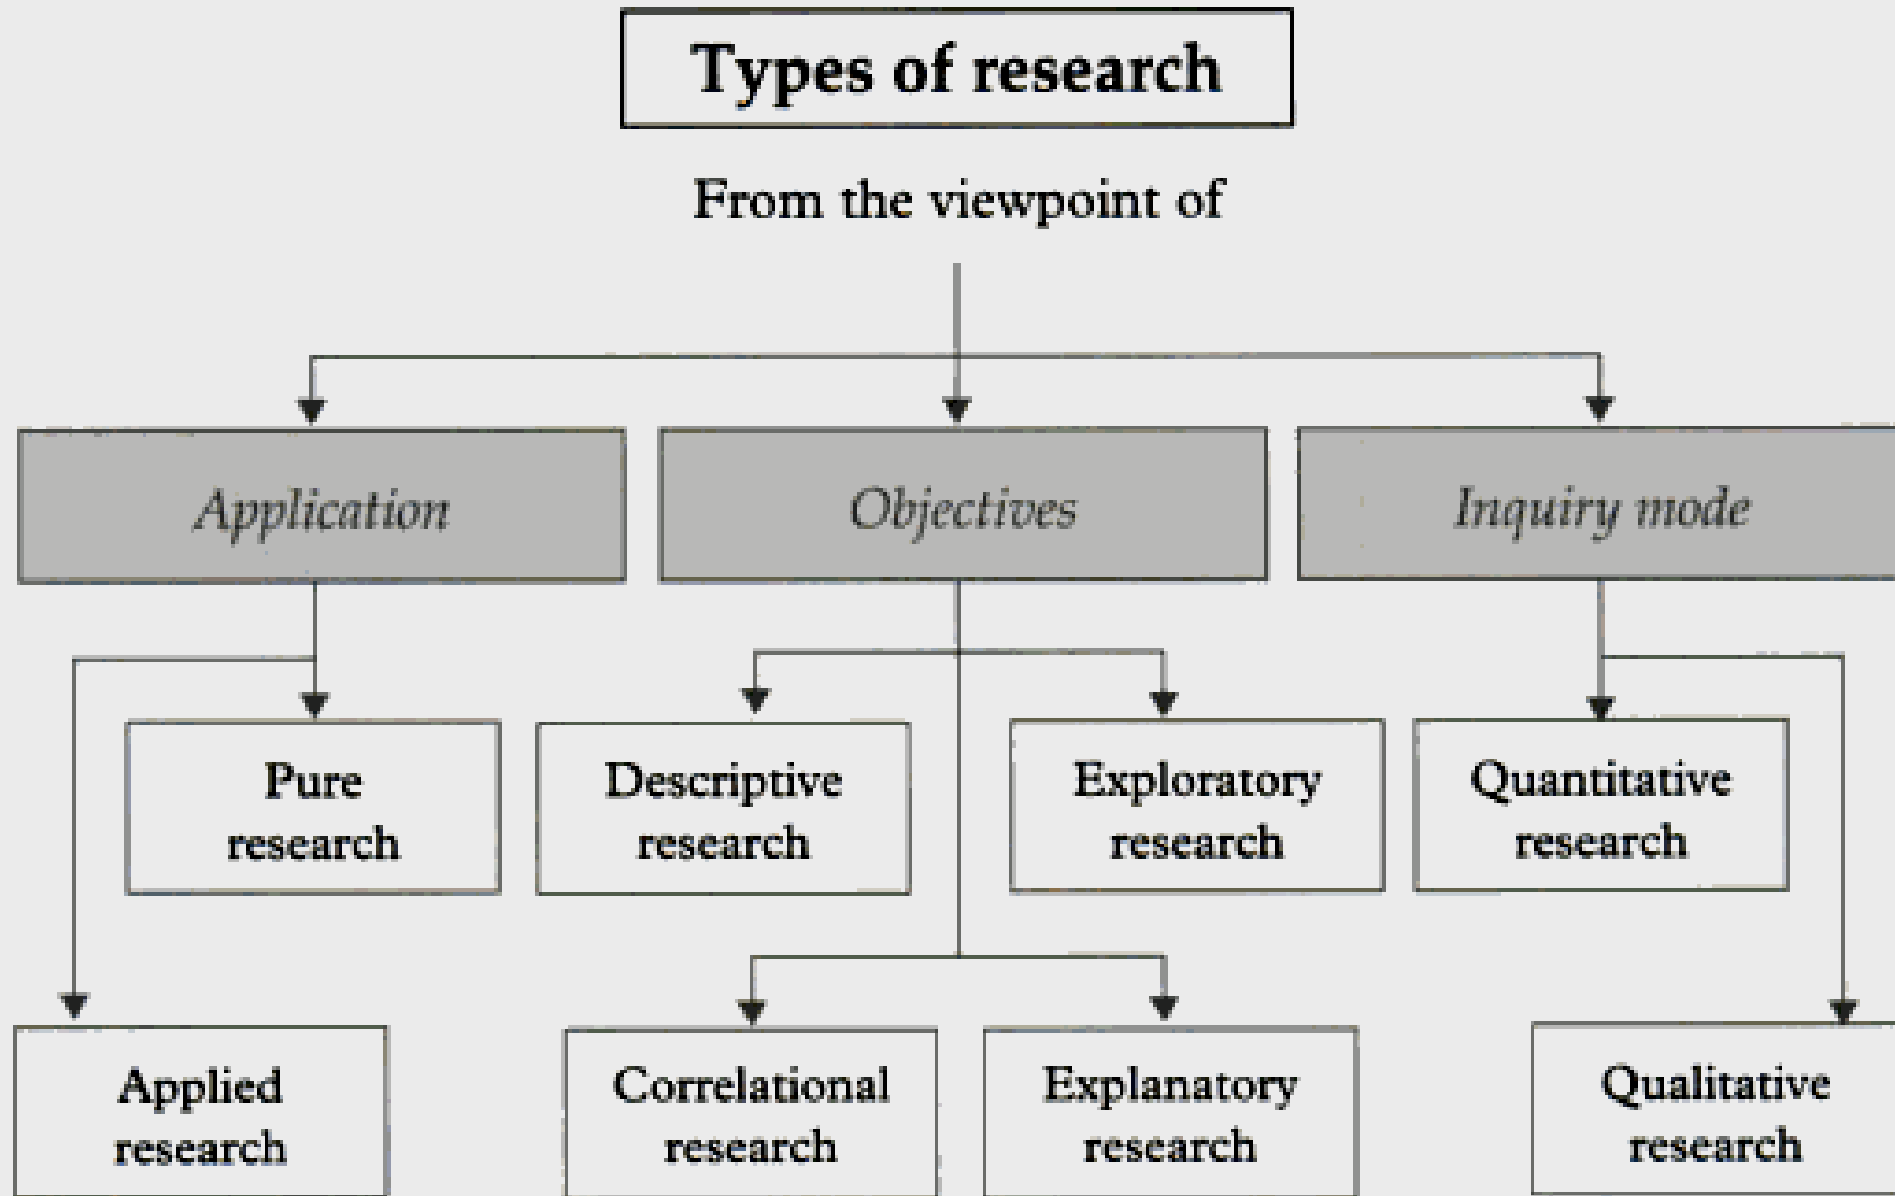 Types of research
From the viewpoint of
Application
Objectives
Inquiry mode
Pure
research
Descriptive
research
Exploratory
research
Quantitative
research
Applied
research
Correlational
research
Explanatory
research
Qualitative
research